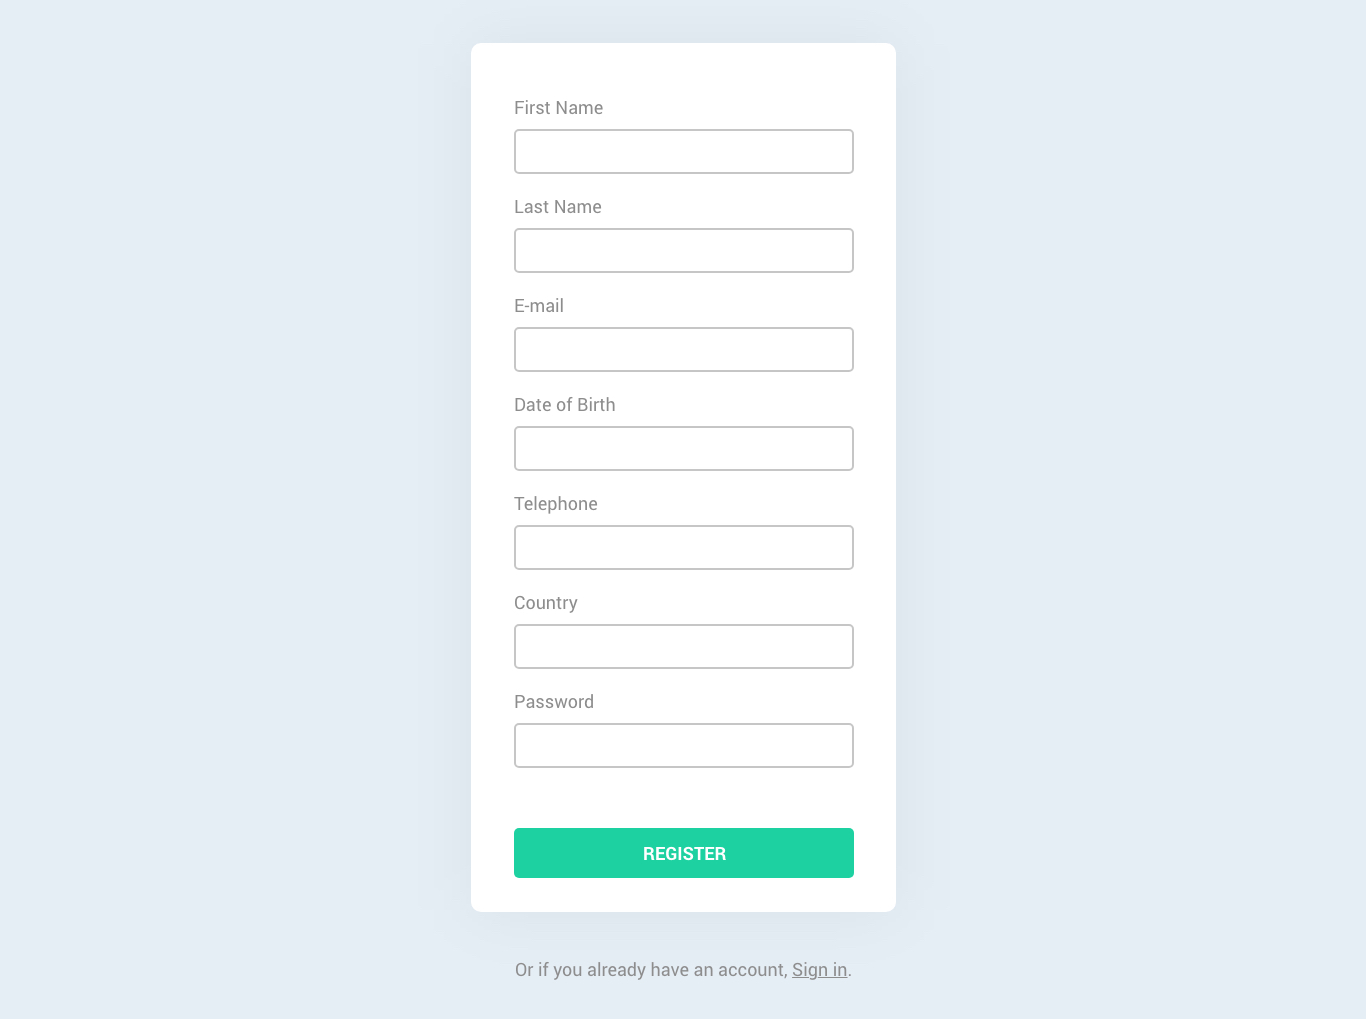 First Name
Last Name
E-mail
Date of Birth
Telephone
Country
Password
REGISTER
Or if you already have an account, Sign in.